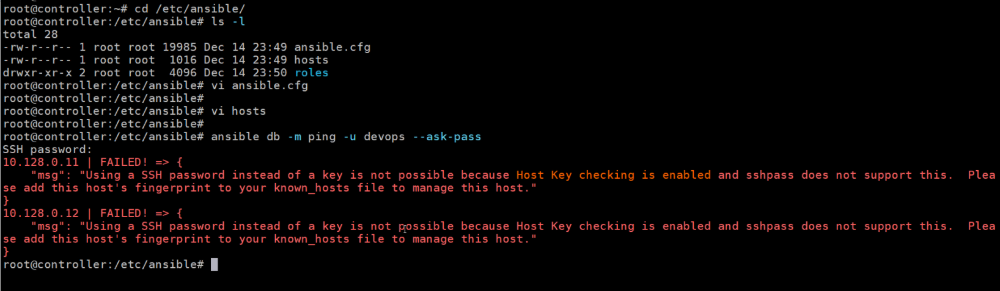 root@controller:~# cd /etc/ansible/
root@controller:/etc/ansible# ls -l
total 28
-rw-r--r-- 1 root root 19985 Dec 14 23:49 ansible.cfg
-rw-r--r-- 1 root root  1016 Dec 14 23:49 hosts
drwxr-xr-x 2 root root  4096 Dec 14 23:50 roles
root@controller:/etc/ansible# vi ansible.cfg
root@controller:/etc/ansible#
root@controller:/etc/ansible# vi hosts
root@controller:/etc/ansible#
root@controller:/etc/ansible# ansible db -m ping -u devops --ask-pass
SSH password:
10.128.0.11 | FAILED! => {
    "msg": "Using a SSH password instead of a key is not possible because Host Key checking is enabled and sshpass does not support this.  Plea
se add this host's fingerprint to your known_hosts file to manage this host."
}
10.128.0.12 | FAILED! => {
    "msg": "Using a SSH password instead of a key is not possible because Host Key checking is enabled and sshpass does not support this.  Plea
se add this host's fingerprint to your known_hosts file to manage this host."
}
root@controller:/etc/ansible#